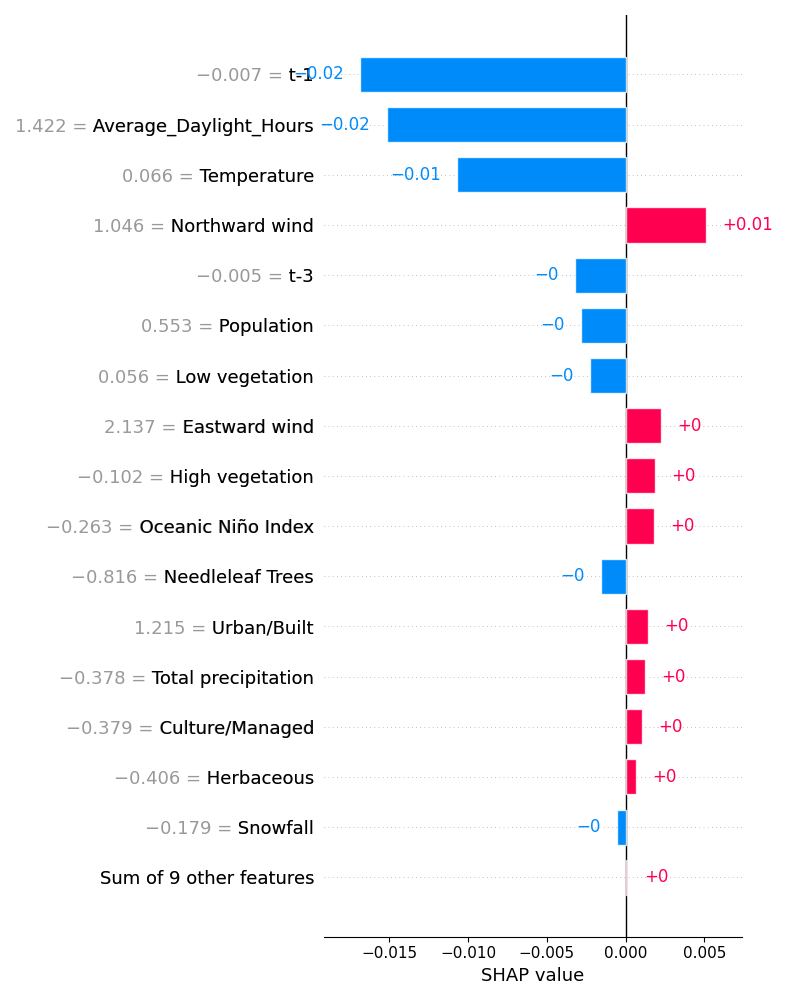 −0.007 = t-1 −0.02
1.422 = Average_Daylight_Hours −0.02
0.066 = Temperature −0.01
1.046 = Northward wind +0.01
−0.005 = t-3 −0
0.553 = Population −0
0.056 = Low vegetation −0
2.137 = Eastward wind +0
−0.102 = High vegetation +0
−0.263 = Oceanic Niño Index +0
−0.816 = Needleleaf Trees −0
1.215 = Urban/Built +0
−0.378 = Total precipitation +0
−0.379 = Culture/Managed +0
−0.406 = Herbaceous +0
−0.179 = Snowfall −0
Sum of 9 other features +0
−0.015 −0.010 −0.005 0.000 0.005
SHAP value